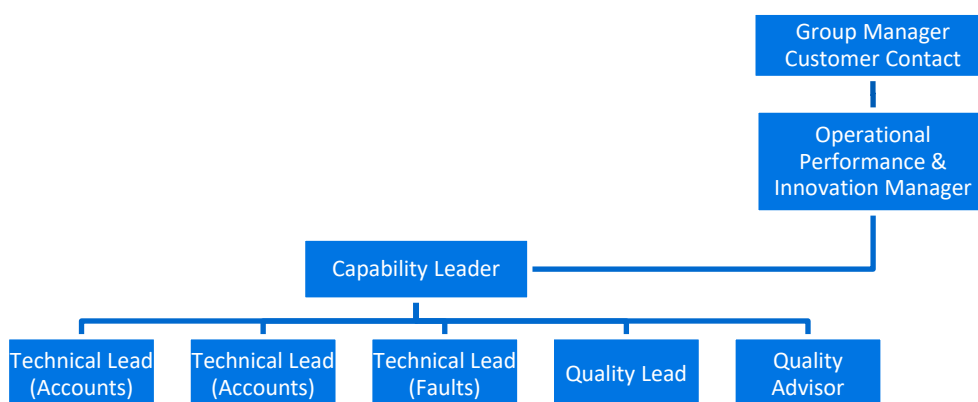 Group Manager
Customer Contact
Operational
Performance &
Innovation Manager
Capability Leader
Technical Lead
(Accounts)
Technical Lead
(Accounts)
Technical Lead
(Faults)
Quality Lead
Quality
Advisor